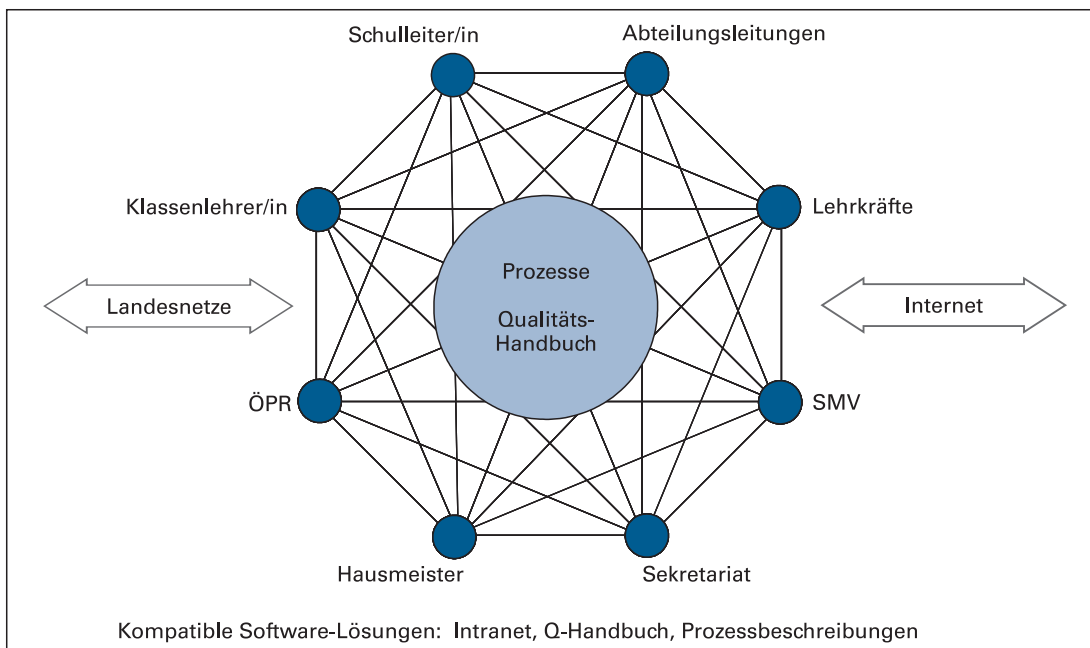 Schulleiter/in
Abteilungsleitungen
Klassenlehrer/in
Lehrkräfte
Prozesse
Qualitäts-
Handbuch
Landesnetze
Internet
ÖPR
SMV
Hausmeister
Sekretariat
Kompatible Software-Lösungen: Intranet, Q-Handbuch, Prozessbeschreibungen